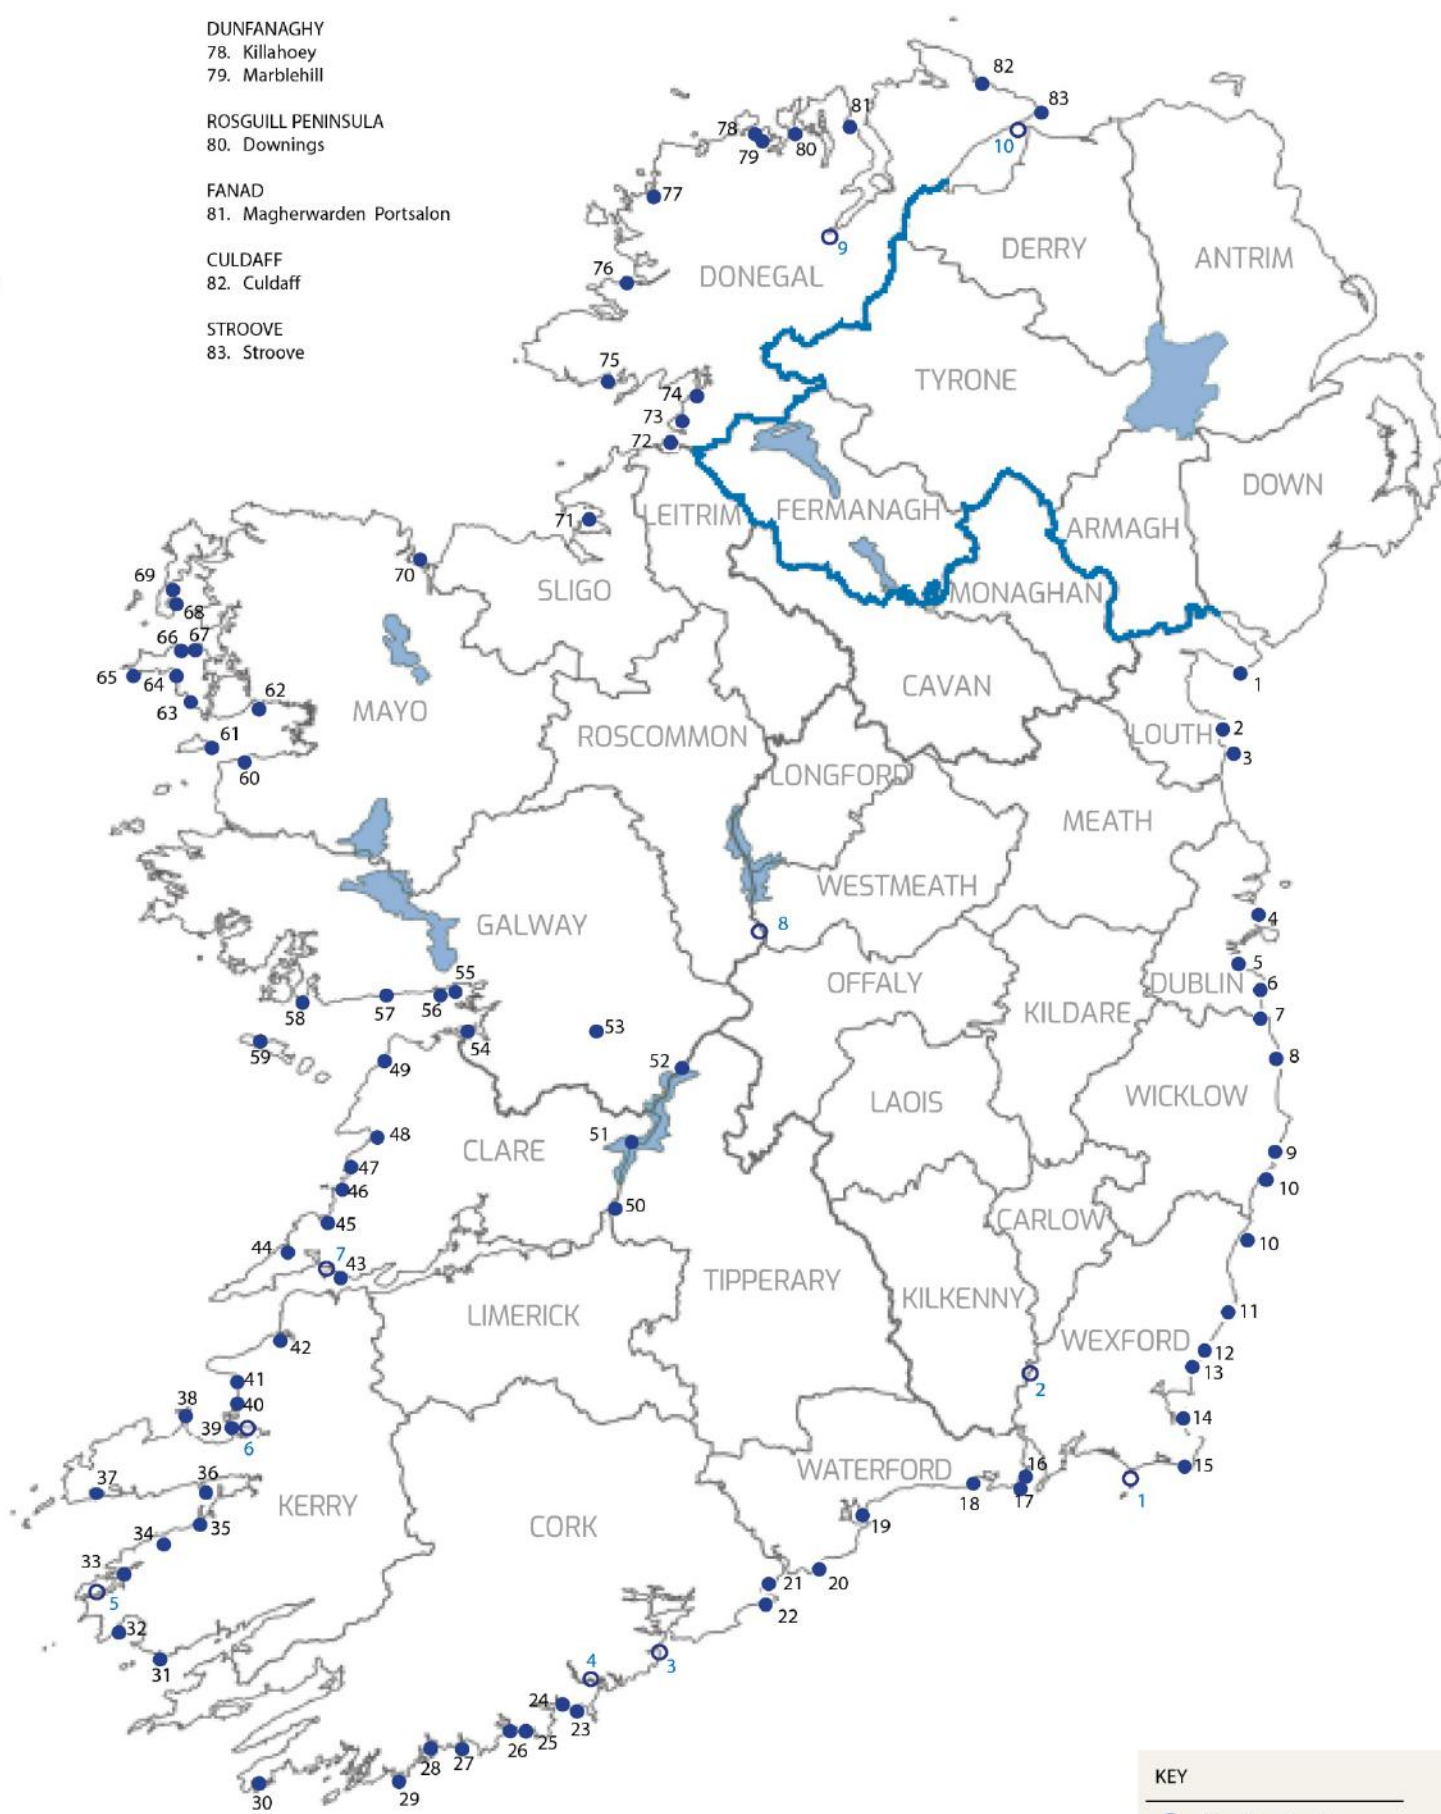 DUNFANAGHY
78. Killahoey
79. Marblehill
ROSGUILL PENINSULA
80. Downings
FANAD
81. Magherwarden Portsalon
CULDAFF
82. Culdaff
STROOVE
83. Stroove
82
83
81
78
80
10
79
77
9
DERRY
ANTRIM
DONEGAL
76
75
TYRONE
74
73
72
DOWN
LEITRIM
FERMANAGH
71
ARMAGH
70
69
SLIGO
MONAGHAN
68
66
67
65
64
CAVAN
1
62
63
MAYO
61
ROSCOMMON
LOUTH
2
3
60
LONGFORD
MEATH
WESTMEATH
GALWAY
8
4
55
OFFALY
DUBLIN
5
6
58
57
56
KILDARE
7
53
59
54
49
52
8
LAOIS
WICKLOW
48
51
CLARE
47
9
46
10
50
45
CARLOW
44
7
43
10
TIPPERARY
KILKENNY
LIMERICK
11
42
WEXFORD
12
13
41
2
38
40
39
14
6
37
36
WATERFORD
16
15
18
17
1
KERRY
35
CORK
19
34
33
21
20
5
22
32
31
4
3
24
23
26
25
28
27
30
29
KEY